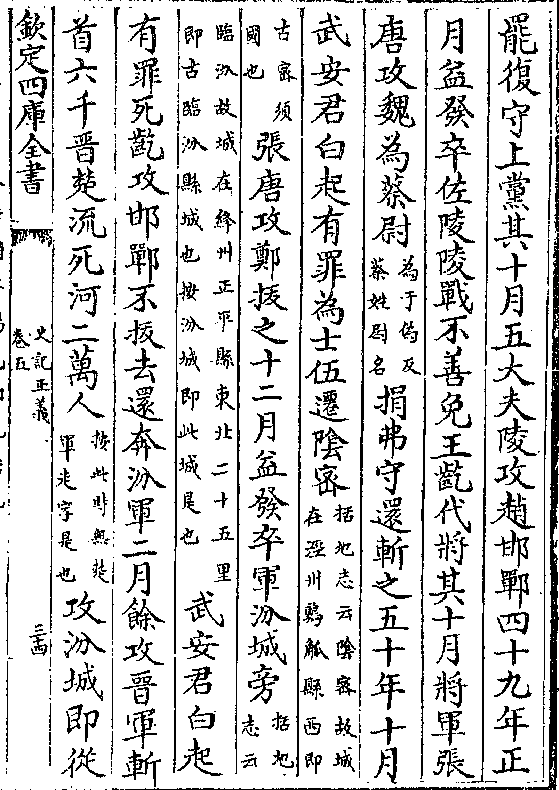 罷復守上黨其十月五大夫陵攻趙邯鄲四十九年正
月益發卒佐陵陵戰不善免王齕代將其十月將軍張
唐攻魏為蔡尉為于偽反蔡姓尉名捐弗守還斬之五十年十月
武安君白起有罪為士伍遷隂宻括地志云隂宻故城在涇州鶉觚縣西即
古宻須國也張唐攻鄭拔之十二月益發卒軍汾城旁括地志云
臨汾故城在絳州正平縣東北二十五里即古臨汾縣城也按汾城即此城是也武安君白起
有罪死齕攻邯鄲不拔去還奔汾軍二月餘攻晉軍斬
首六千晉楚流死河二萬人按此時無楚軍走字是也攻汾城即從
欽定四庫全書
史記正義
卷五
三西